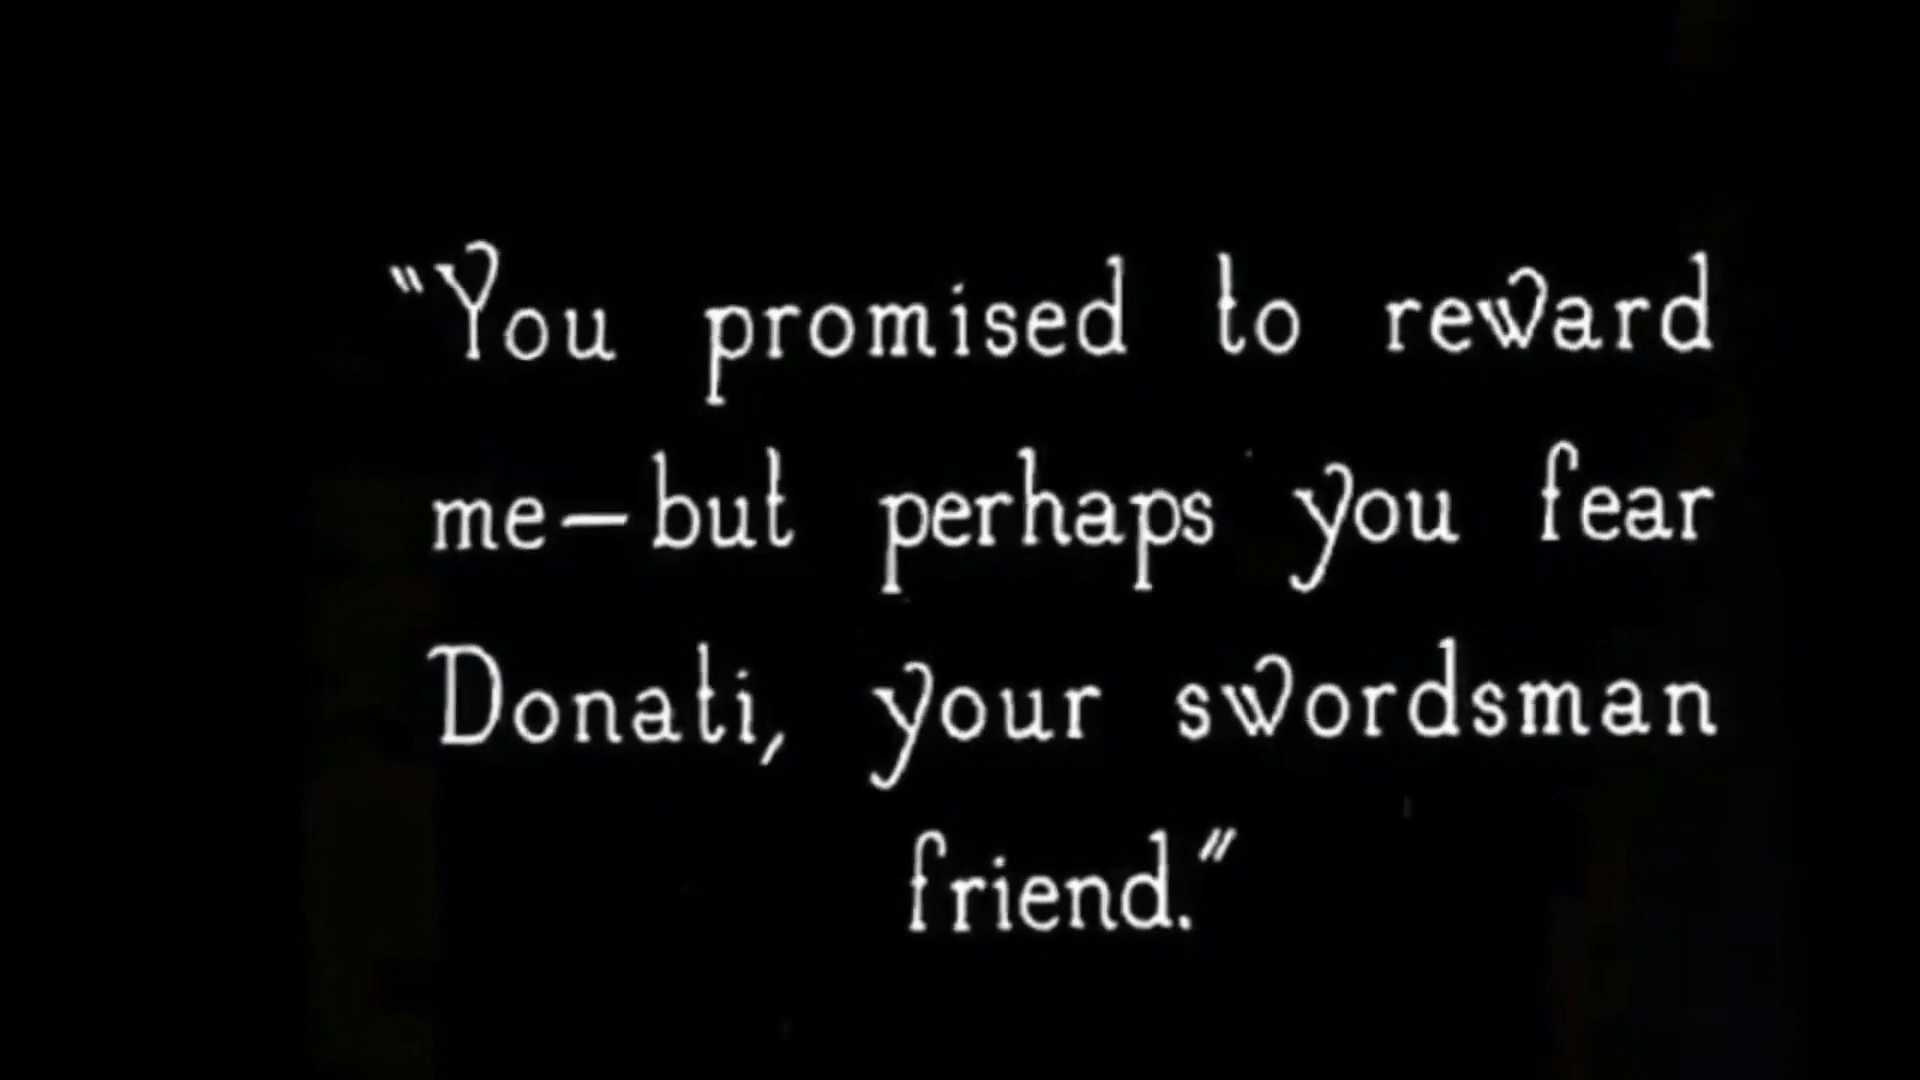 "You promised to reward
me—but perhaps you fear
Donati, your swordsman
friend."